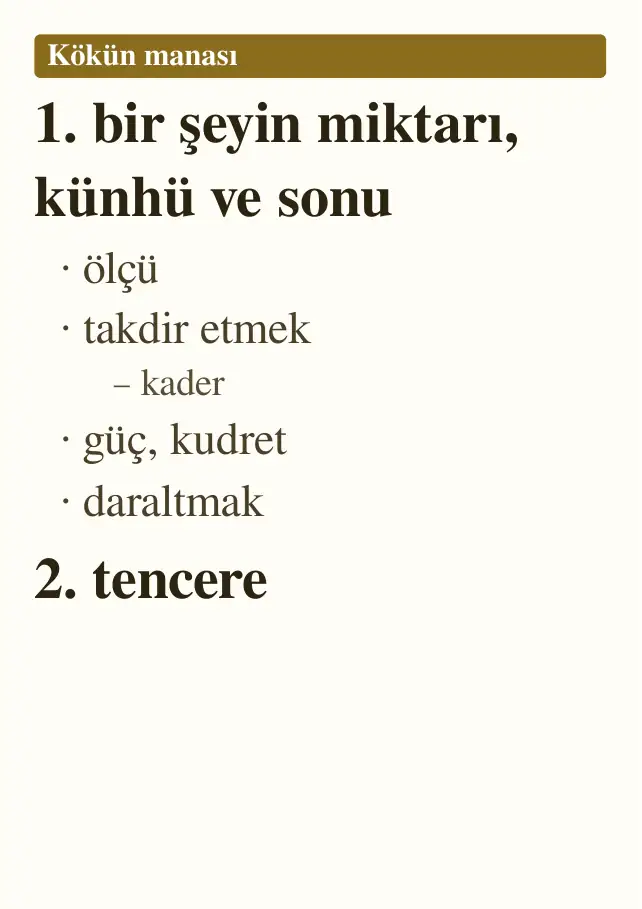 Kökün manası
1. bir şeyin miktarı,
künhü ve sonu
· ölçü
· takdir etmek
– kader
· güç, kudret
· daraltmak
2. tencere